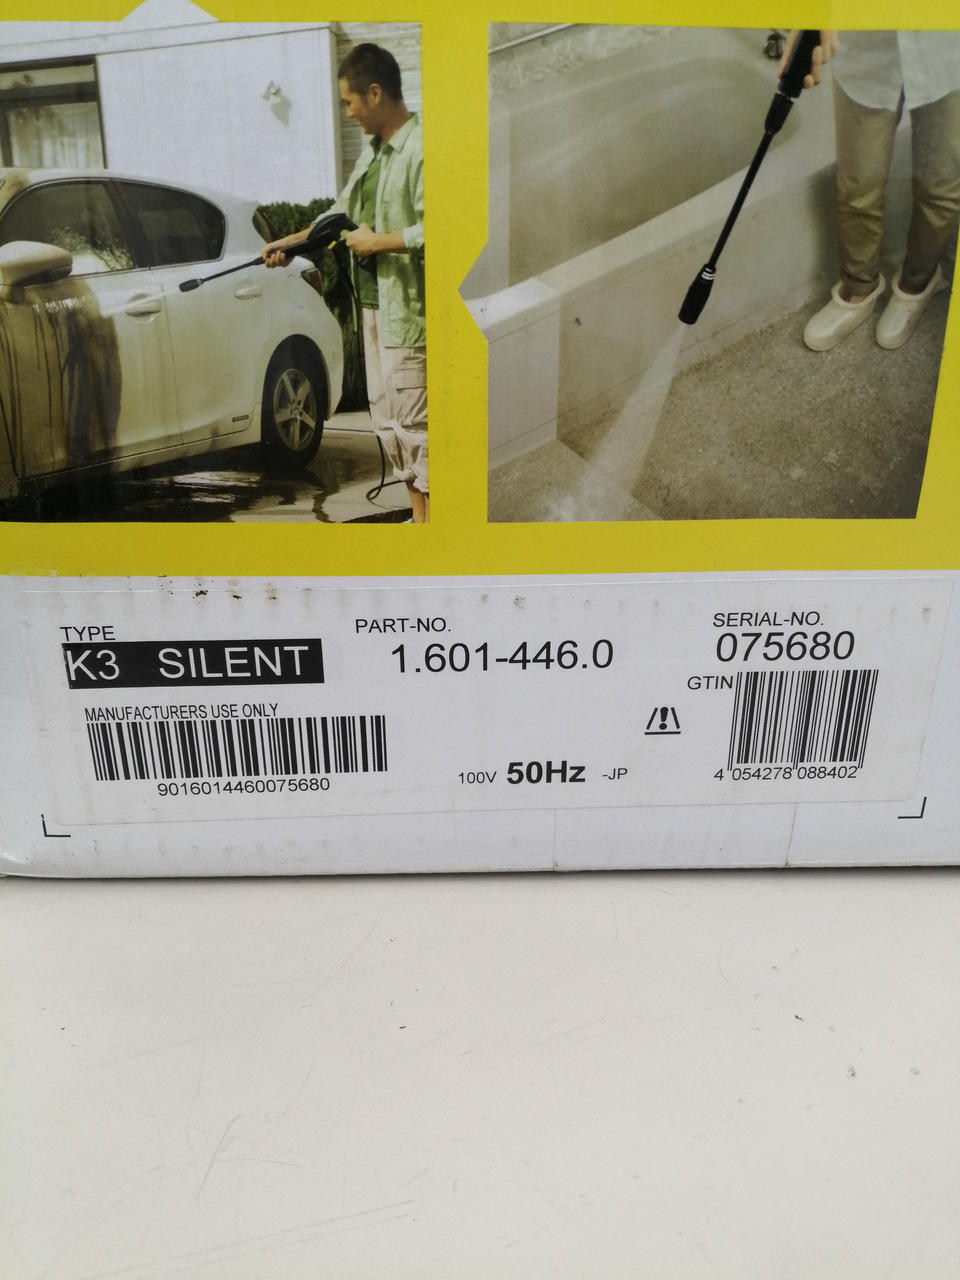 TYPE
K3 SILENT
PART-NO.
1.601-446.0
SERIAL-NO.
075680
MANUFACTURERS USE ONLY
9016014460075680
100V 50Hz -JP
GTIN
4 054278 088402